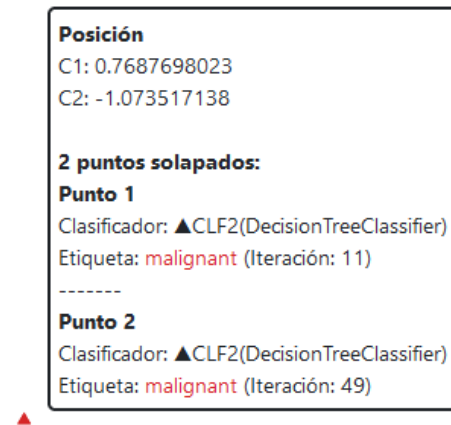 Posición
C1: 0.7687698023
C2: -1.073517138
2 puntos solapados:
Punto 1
Clasificador: ▲CLF2(DecisionTreeClassifier)
Etiqueta: malignant (Iteración: 11)
-------
Punto 2
Clasificador: ▲CLF2(DecisionTreeClassifier)
Etiqueta: malignant (Iteración: 49)